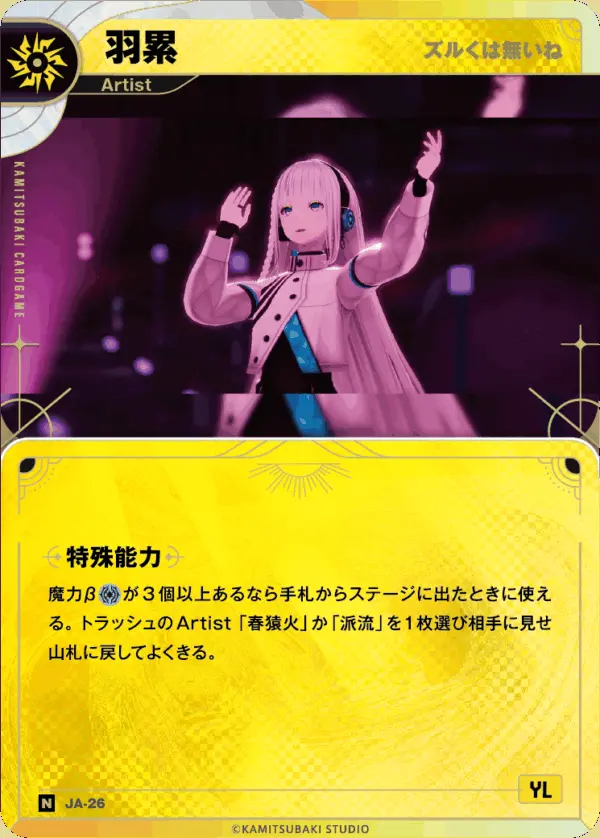 羽累
ズルくは無いね
Artist
KAMITSUBAKI CARDGAME
特殊能力
魔力βが3個以上あるなら手札からステージに出たときに使え
る。トラッシュのArtist「春猿火」か「派流」を1枚選び相手に見せ
山札に戻してよくきる。
N JA-26
YL
©KAMITSUBAKI STUDIO